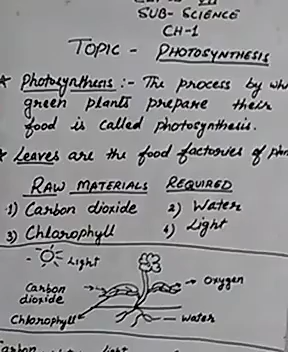 SUB- SCIENCE
CH-1
TOPIC - PHOTOSYNTHESIS
* Photosynthesis :- The process by
green plants prepare their
food is called photosynthesis.
* Leaves are the food factories of
RAW MATERIALS REQUIRED
1) Carbon dioxide 2) Water
3) Chlorophyll 4) Light
- Light
Carbon dioxide
Oxygen
Chlorophyll
Water